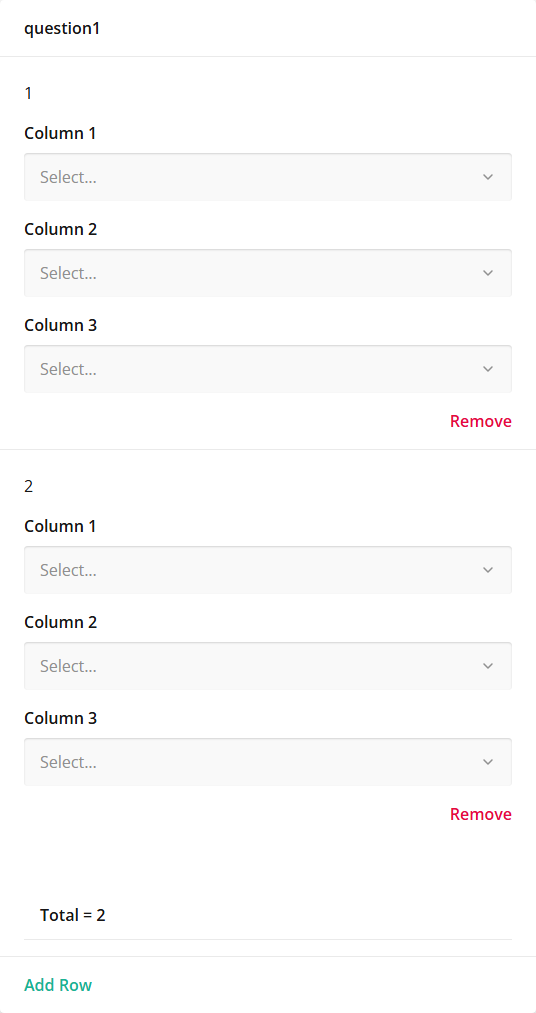 question1
1
Column 1
Select...
Column 2
Select...
Column 3
Select...
Remove
2
Column 1
Select...
Column 2
Select...
Column 3
Select...
Remove
Total = 2
Add Row